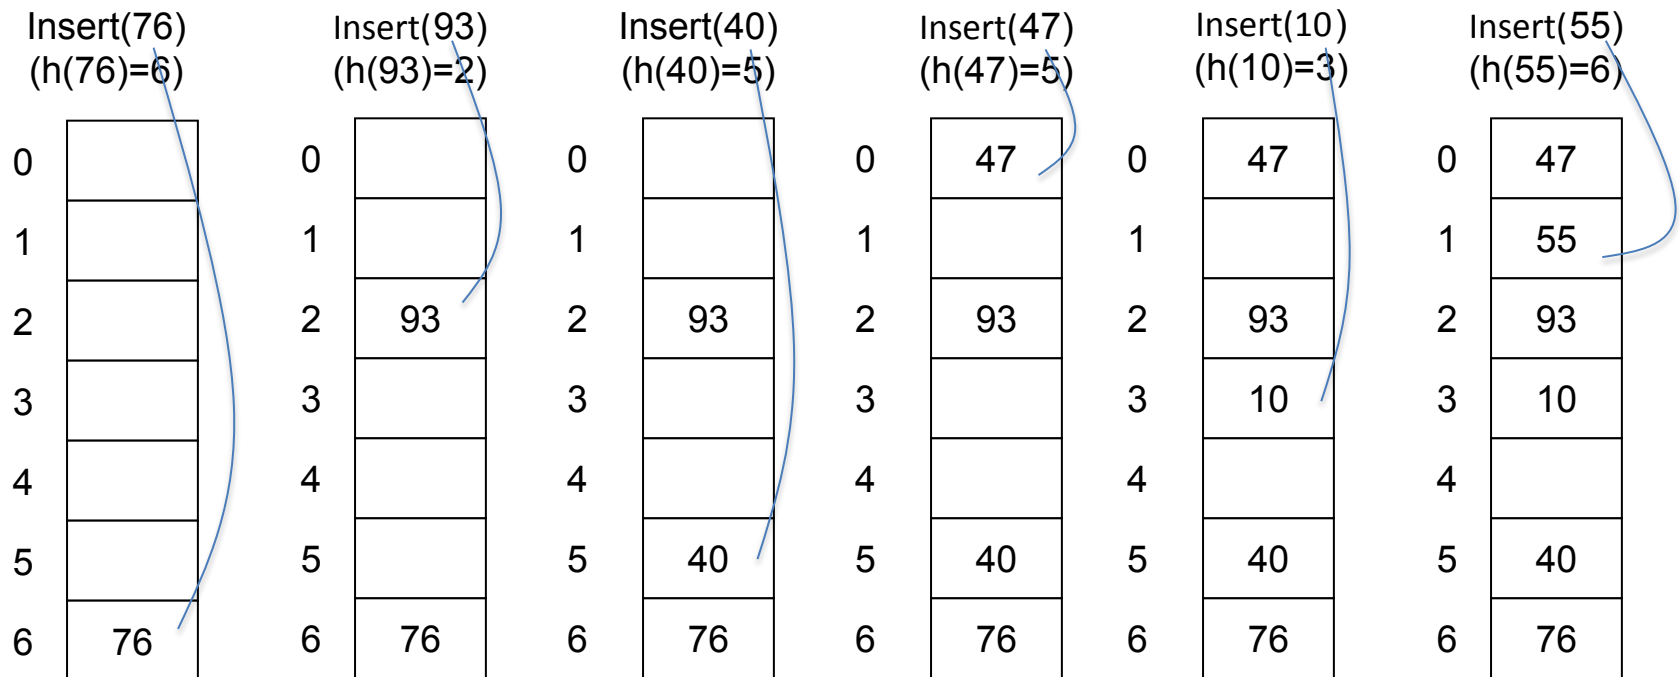 Insert(76) Insert(93) Insert(40) Insert(47) Insert(10) Insert(55)
(h(76)=6) (h(93)=2) (h(40)=5) (h(47)=5) (h(10)=3) (h(55)=6)
0 0 0 0 47 0 47 0 47
1 1 1 1 1 1 55
2 2 93 2 93 2 93 2 93 2 93
3 3 3 3 3 10 3 10
4 4 4 4 4 4
5 5 5 40 5 40 5 40 5 40
6 76 6 76 6 76 6 76 6 76 6 76